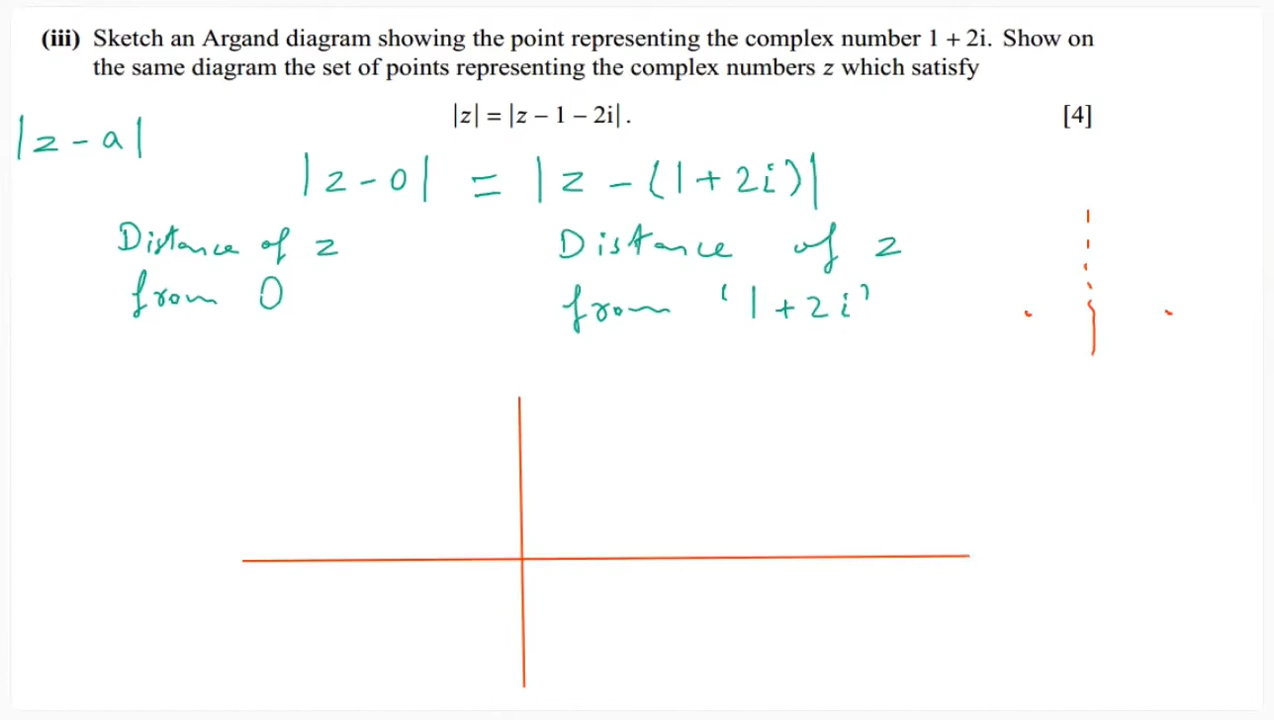 (iii) Sketch an Argand diagram showing the point representing the complex number 1 + 2i. Show on
the same diagram the set of points representing the complex numbers z which satisfy
|z| = |z − 1 − 2i| . [4]
|z - a|
|z - 0| = |z - (1 + 2i)|
Distance of z
from 0
Distance of z
from '1+2i'